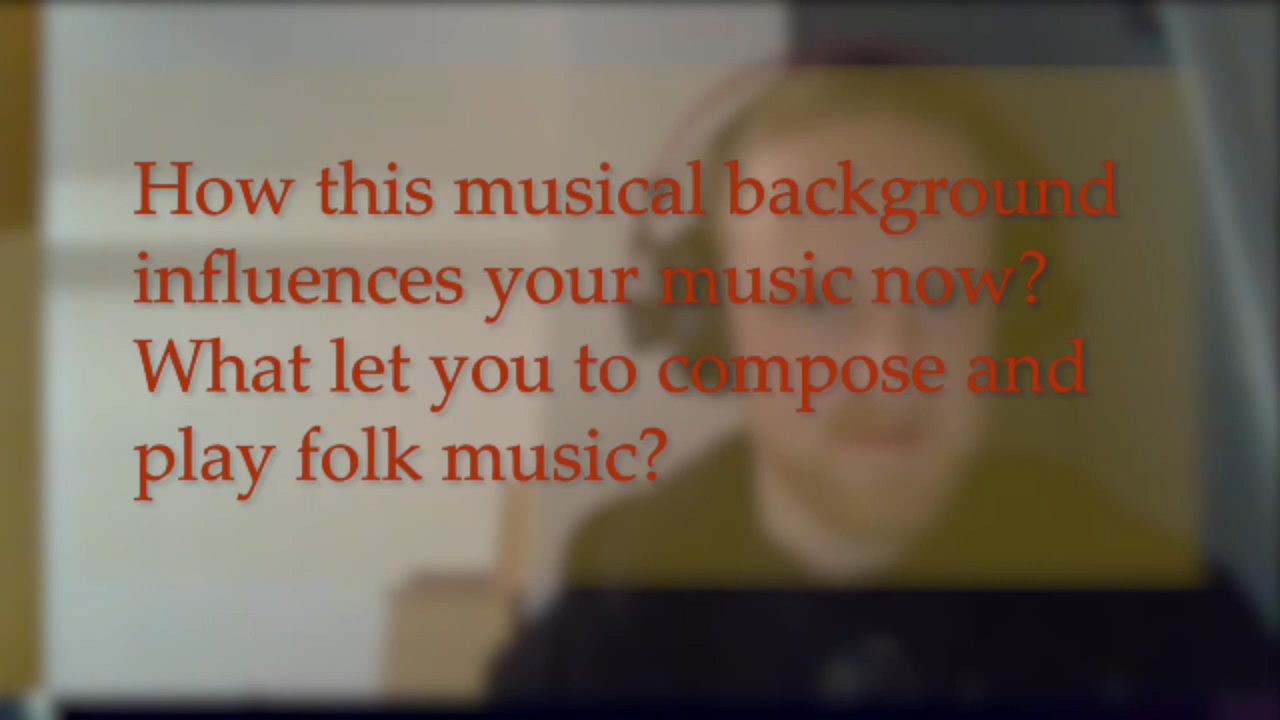 How this musical background
influences your music now?
What let you to compose and
play folk music?